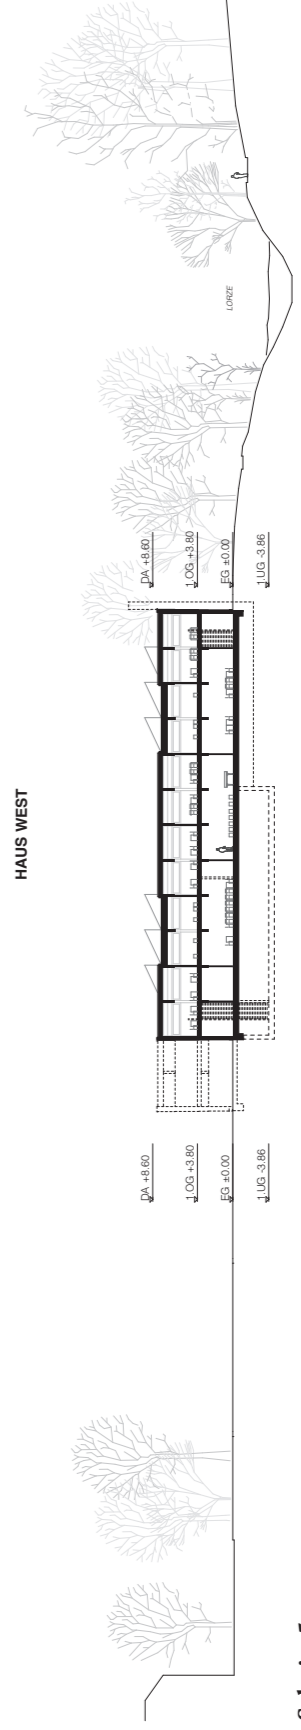 HAUS WEST
DA +8.60
1.OG +3.80
EG ±0.00
1.UG -3.86
DA +8.60
1.OG +3.80
EG ±0.00
1.UG -3.86
LORZE